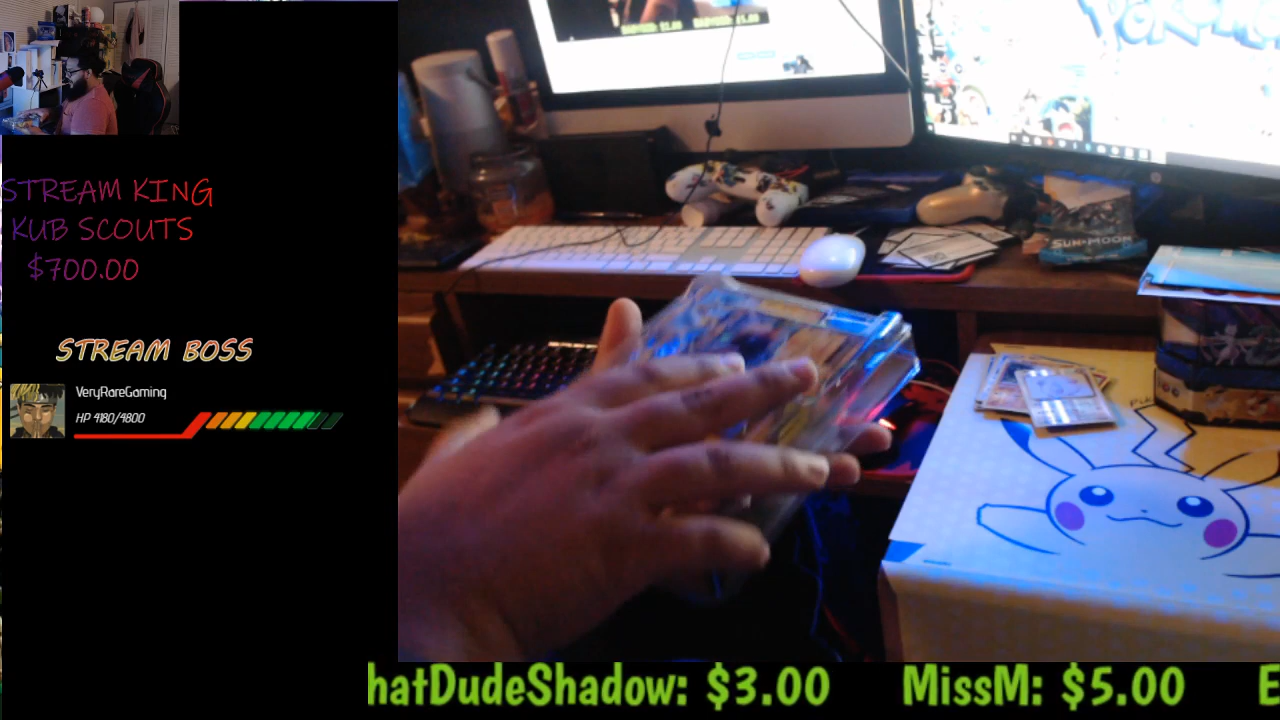 STREAM KING
KUB SCOUTS
$700.00
STREAM BOSS
VeryRareGaming
HP 4180/4800
SUN MOON
hatDudeShadow: $3.00 MissM: $5.00 E